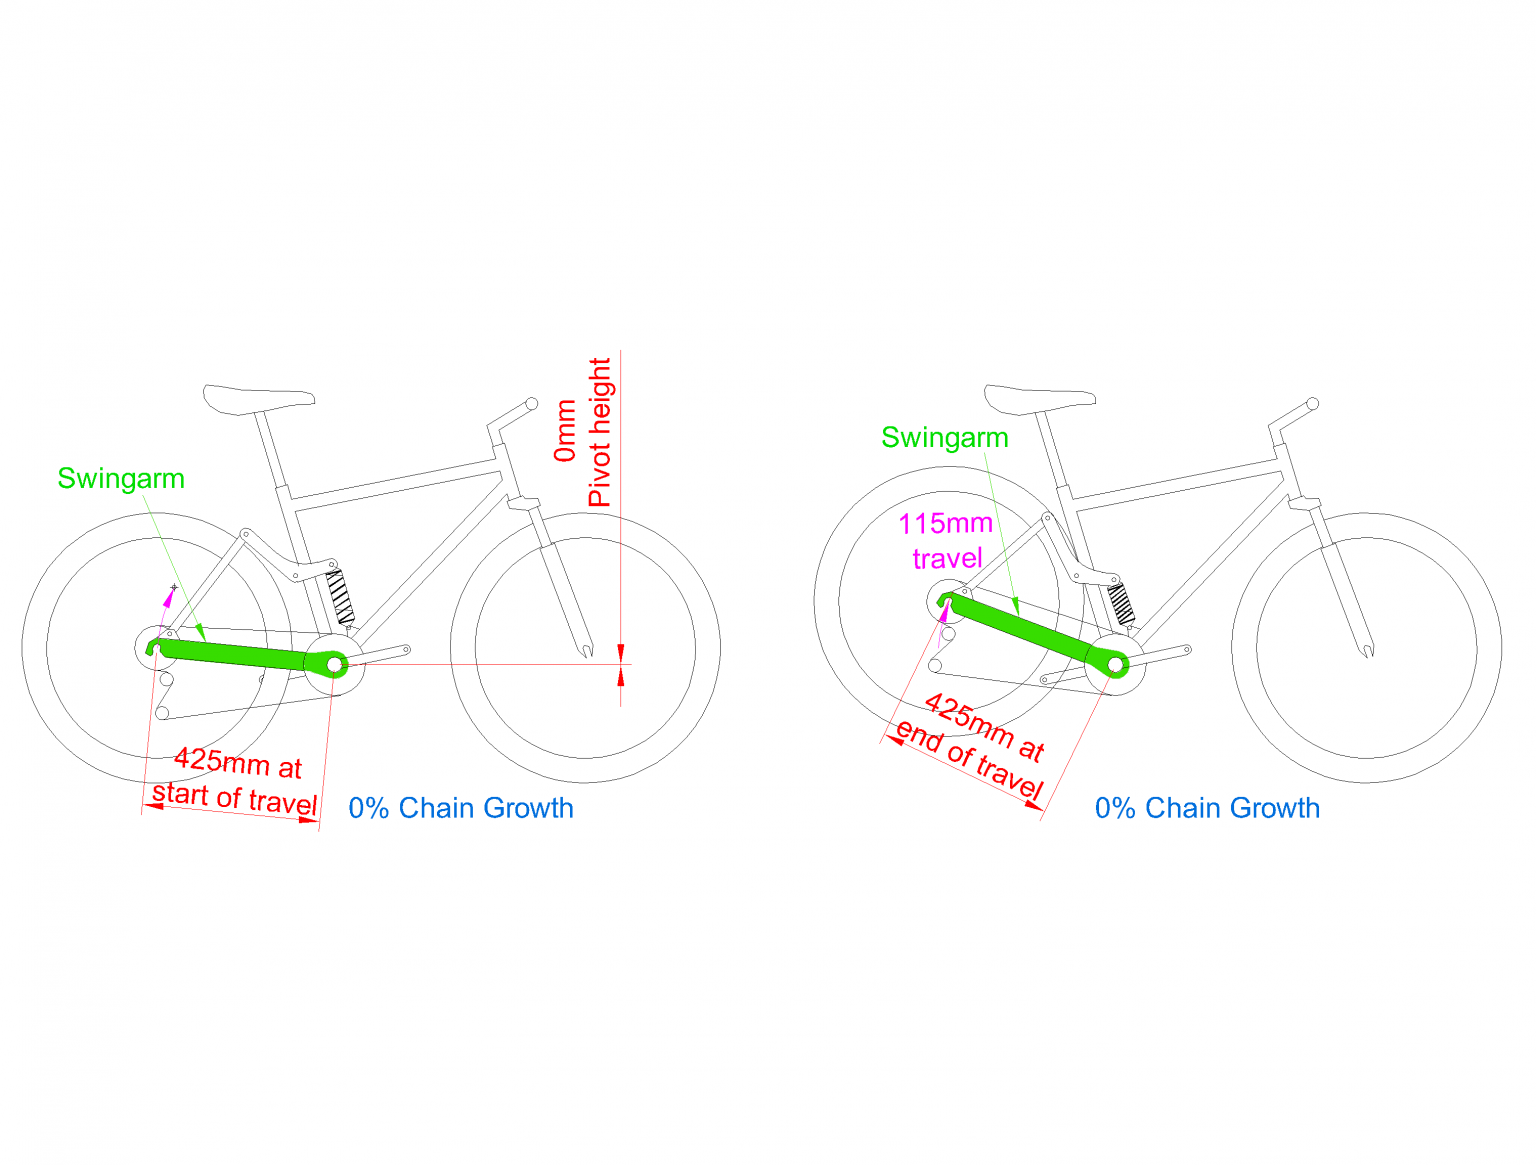 Swingarm
0mm
Pivot height
425mm at
start of travel
0% Chain Growth
Swingarm
115mm
travel
425mm at
end of travel
0% Chain Growth